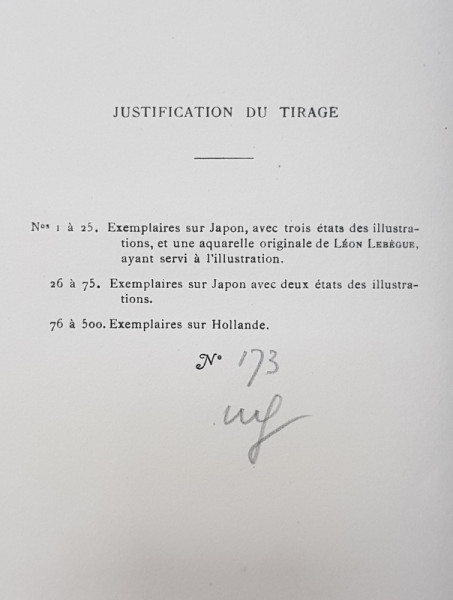 JUSTIFICATION DU TIRAGE
Nos 1 à 25. Exemplaires sur Japon, avec trois états des illustra-
tions, et une aquarelle originale de LÉON LEBÈGUE,
ayant servi à l'illustration.
26 à 75. Exemplaires sur Japon avec deux états des illustra-
tions.
76 à 500. Exemplaires sur Hollande.
No 173